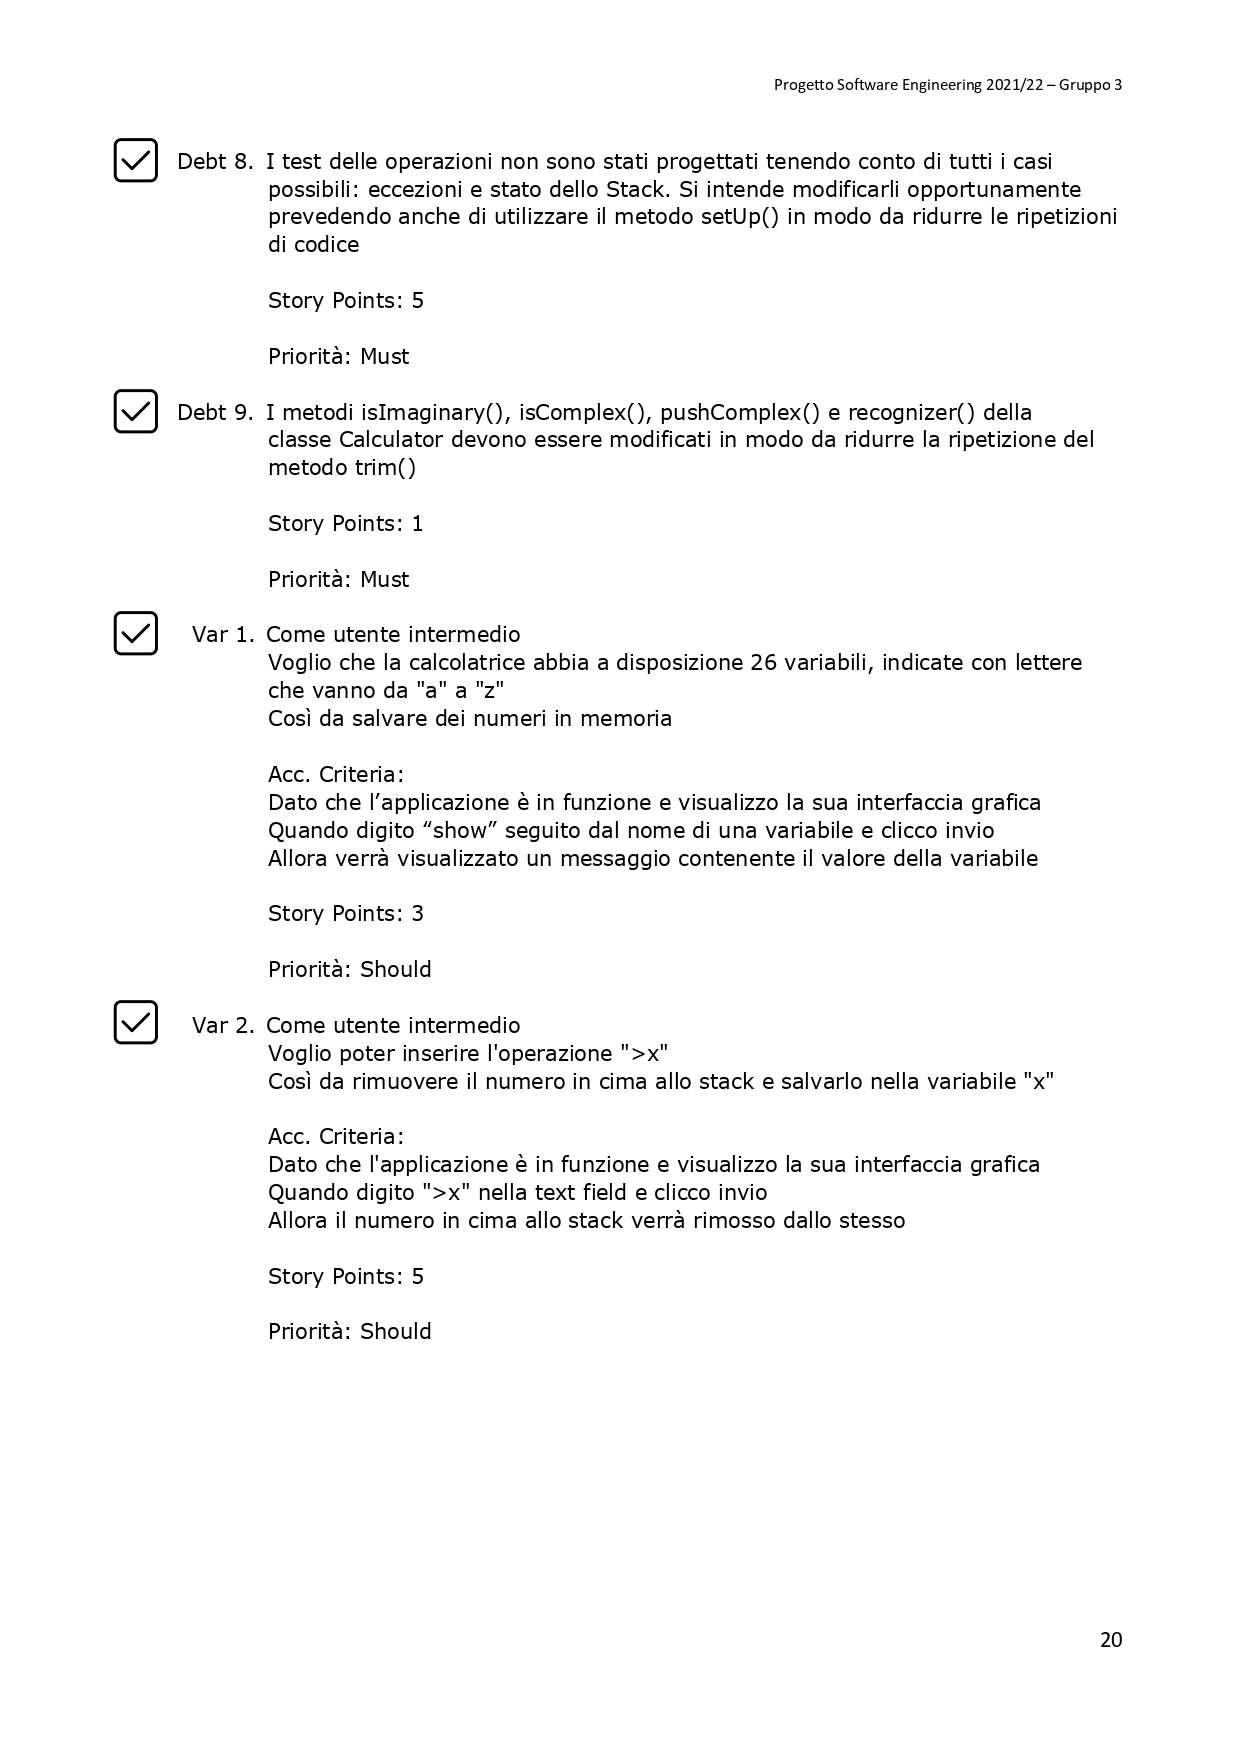 Progetto Software Engineering 2021/22 – Gruppo 3
Debt 8. I test delle operazioni non sono stati progettati tenendo conto di tutti i casi
possibili: eccezioni e stato dello Stack. Si intende modificarli opportunamente
prevedendo anche di utilizzare il metodo setUp() in modo da ridurre le ripetizioni
di codice
Story Points: 5
Priorità: Must
Debt 9. I metodi isImaginary(), isComplex(), pushComplex() e recognizer() della
classe Calculator devono essere modificati in modo da ridurre la ripetizione del
metodo trim()
Story Points: 1
Priorità: Must
Var 1. Come utente intermedio
Voglio che la calcolatrice abbia a disposizione 26 variabili, indicate con lettere
che vanno da "a" a "z"
Così da salvare dei numeri in memoria
Acc. Criteria:
Dato che l’applicazione è in funzione e visualizzo la sua interfaccia grafica
Quando digito “show” seguito dal nome di una variabile e clicco invio
Allora verrà visualizzato un messaggio contenente il valore della variabile
Story Points: 3
Priorità: Should
Var 2. Come utente intermedio
Voglio poter inserire l'operazione ">x"
Così da rimuovere il numero in cima allo stack e salvarlo nella variabile "x"
Acc. Criteria:
Dato che l'applicazione è in funzione e visualizzo la sua interfaccia grafica
Quando digito ">x" nella text field e clicco invio
Allora il numero in cima allo stack verrà rimosso dallo stesso
Story Points: 5
Priorità: Should
20